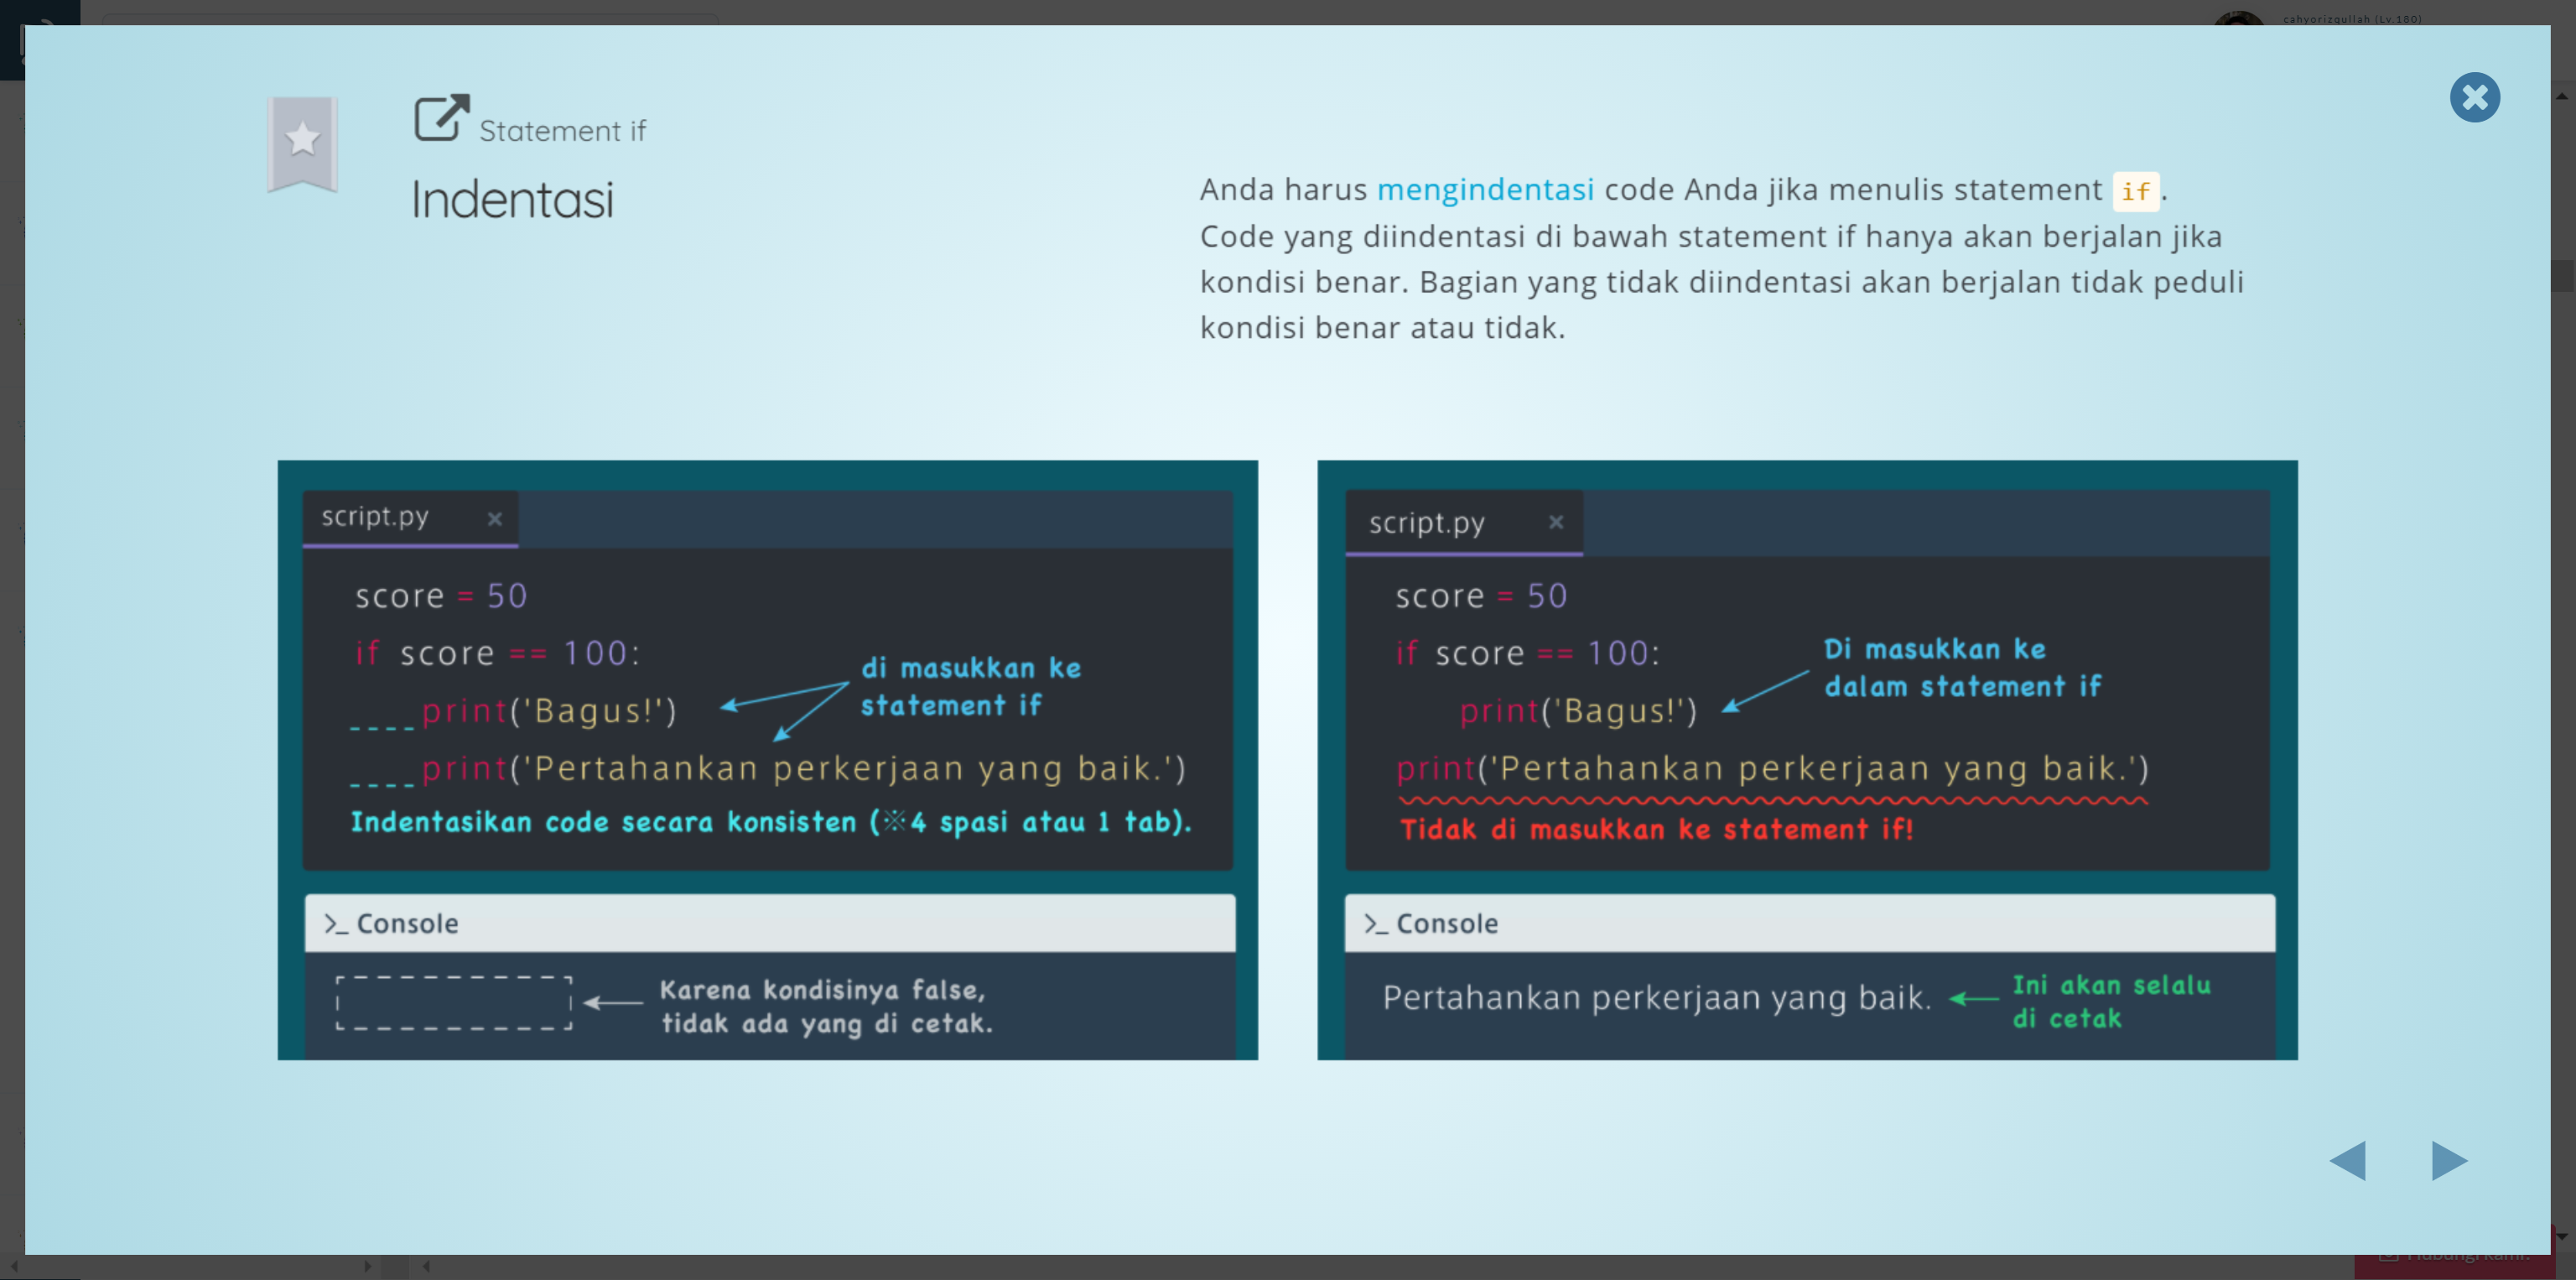 cahyorizqullah (Lv.180)
Statement if
Indentasi
Anda harus mengindentasi code Anda jika menulis statement if.
Code yang diindentasi di bawah statement if hanya akan berjalan jika
kondisi benar. Bagian yang tidak diindentasi akan berjalan tidak peduli
kondisi benar atau tidak.
script.py ×
score = 50
if score == 100:
____print('Bagus!')
di masukkan ke
statement if
____print('Pertahankan perkerjaan yang baik.')
Indentasikan code secara konsisten (※4 spasi atau 1 tab).
>_ Console
Karena kondisinya false,
tidak ada yang di cetak.
script.py ×
score = 50
if score == 100:
Di masukkan ke
dalam statement if
print('Bagus!')
print('Pertahankan perkerjaan yang baik.')
Tidak di masukkan ke statement if!
>_ Console
Pertahankan perkerjaan yang baik.
Ini akan selalu
di cetak
Hubungi kami.